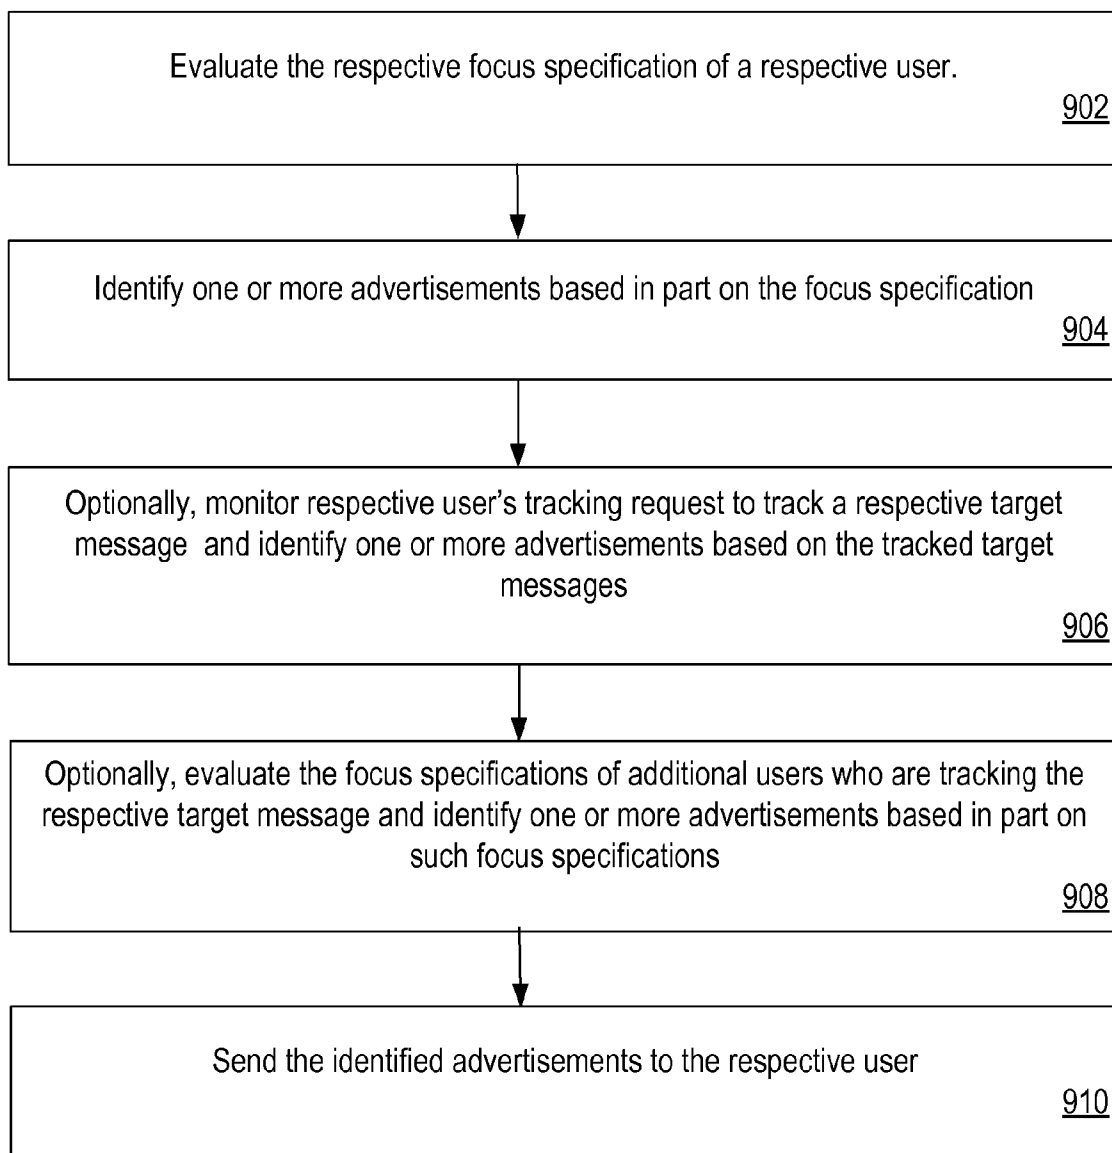 Evaluate the respective focus specification of a respective user.
902
Identify one or more advertisements based in part on the focus specification
904
Optionally, monitor respective user's tracking request to track a respective target
message and identify one or more advertisements based on the tracked target
messages
906
Optionally, evaluate the focus specifications of additional users who are tracking the
respective target message and identify one or more advertisements based in part on
such focus specifications
908
Send the identified advertisements to the respective user
910